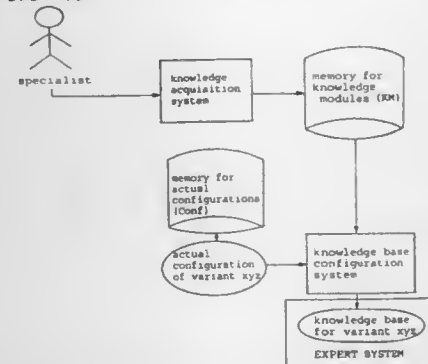 specialist
knowledge
acquisition
system
memory for
knowledge
modules (KM)
memory for
actual
configurations
(Conf)
actual
configuration
of variant xyz
knowledge base
configuration
system
knowledge base
for variant xyz
EXPERT SYSTEM